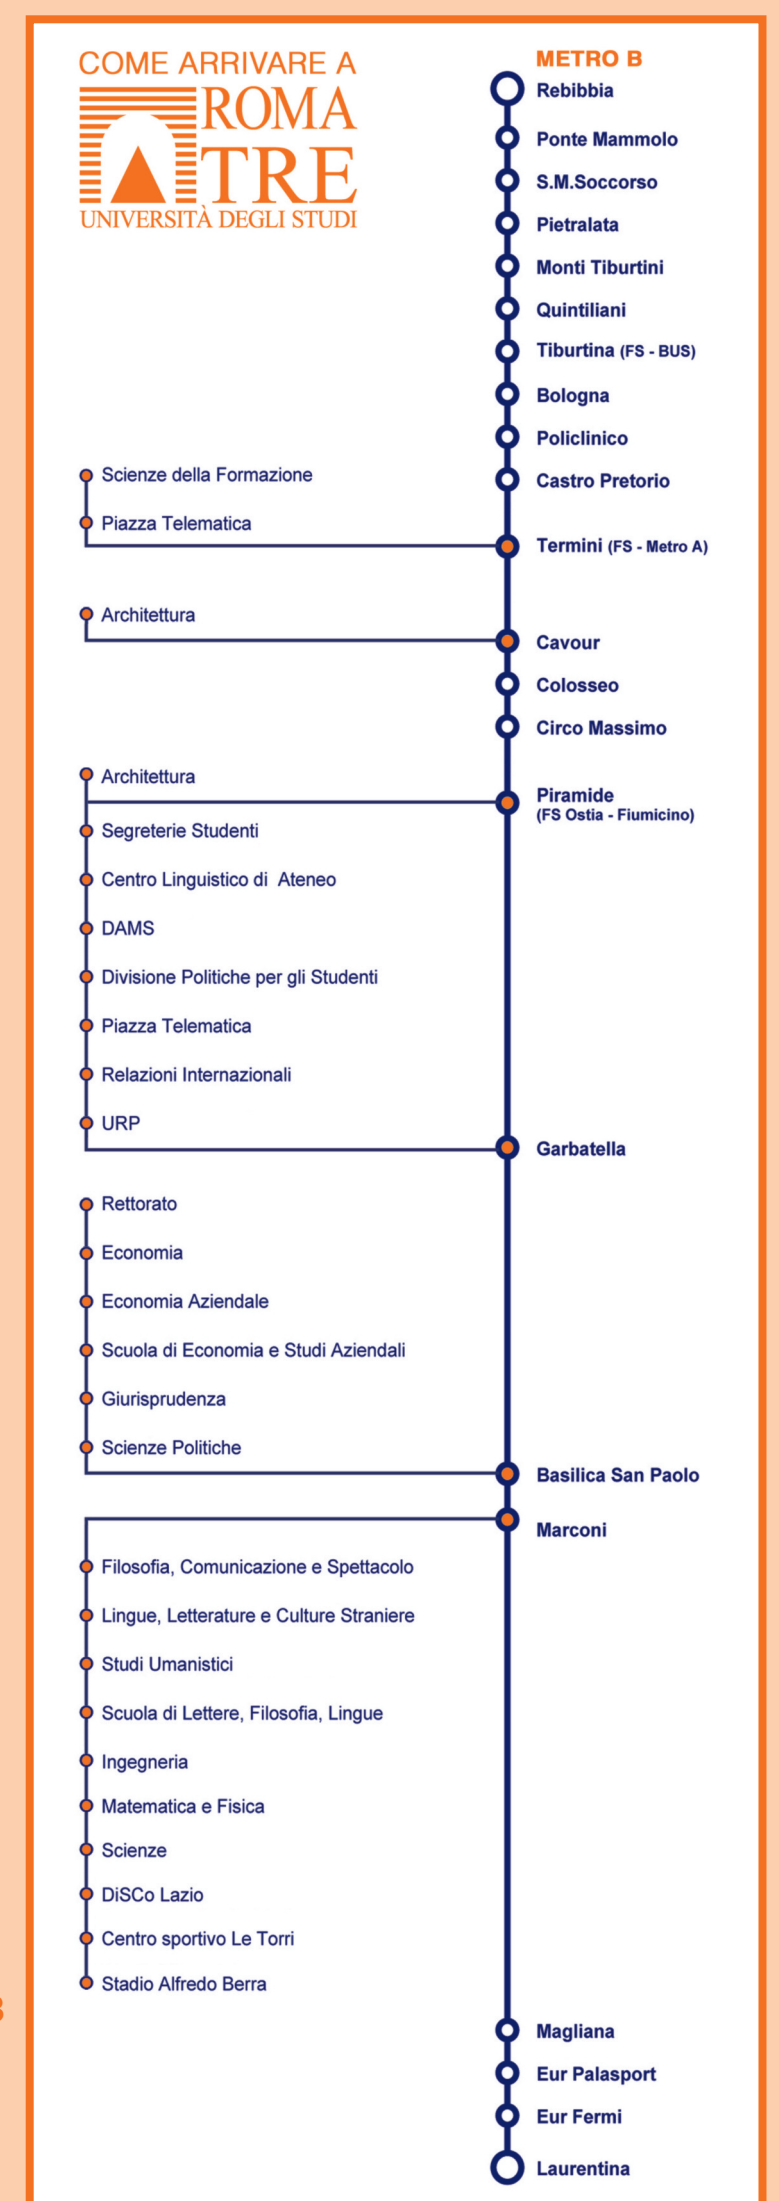 COME ARRIVARE A
ROMA
TRE
UNIVERSITÀ DEGLI STUDI
METRO B
Rebibbia
Ponte Mammolo
S.M.Soccorso
Pietralata
Monti Tiburtini
Quintiliani
Tiburtina (FS - BUS)
Bologna
Policlinico
Scienze della Formazione
Castro Pretorio
Piazza Telematica
Termini (FS - Metro A)
Architettura
Cavour
Colosseo
Circo Massimo
Architettura
Piramide
(FS Ostia - Fiumicino)
Segreterie Studenti
Centro Linguistico di Ateneo
DAMS
Divisione Politiche per gli Studenti
Piazza Telematica
Relazioni Internazionali
URP
Garbatella
Rettorato
Economia
Economia Aziendale
Scuola di Economia e Studi Aziendali
Giurisprudenza
Scienze Politiche
Basilica San Paolo
Marconi
Filosofia, Comunicazione e Spettacolo
Lingue, Letterature e Culture Straniere
Studi Umanistici
Scuola di Lettere, Filosofia, Lingue
Ingegneria
Matematica e Fisica
Scienze
DiSCo Lazio
Centro sportivo Le Torri
Stadio Alfredo Berra
Magliana
Eur Palasport
Eur Fermi
Laurentina